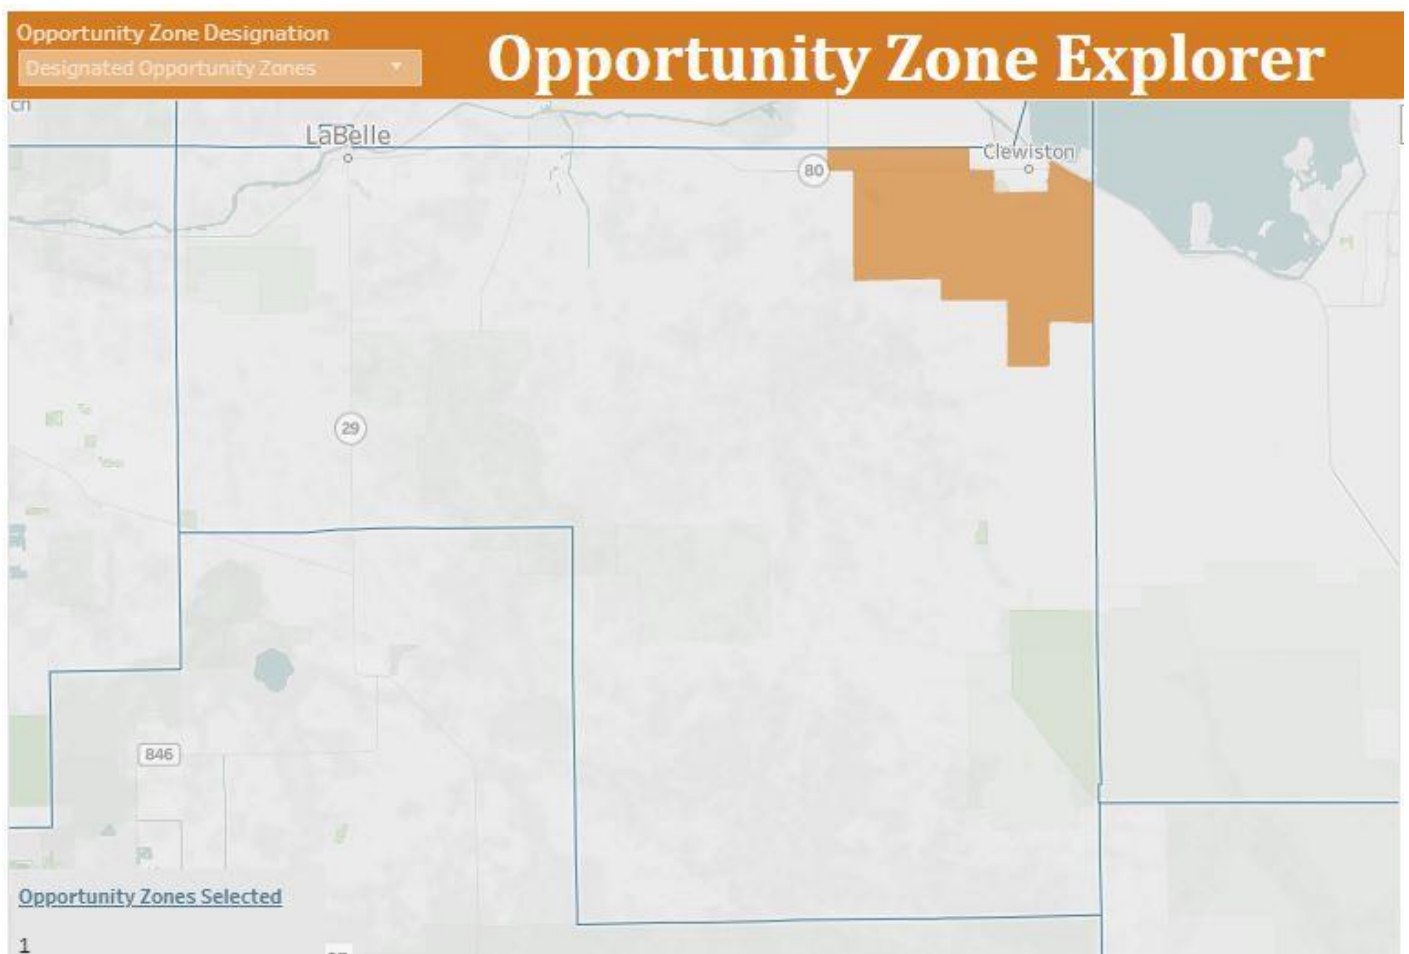 Opportunity Zone Designation
Designated Opportunity Zones
Opportunity Zone Explorer
LaBelle
Clewiston
80
29
846
Opportunity Zones Selected
1